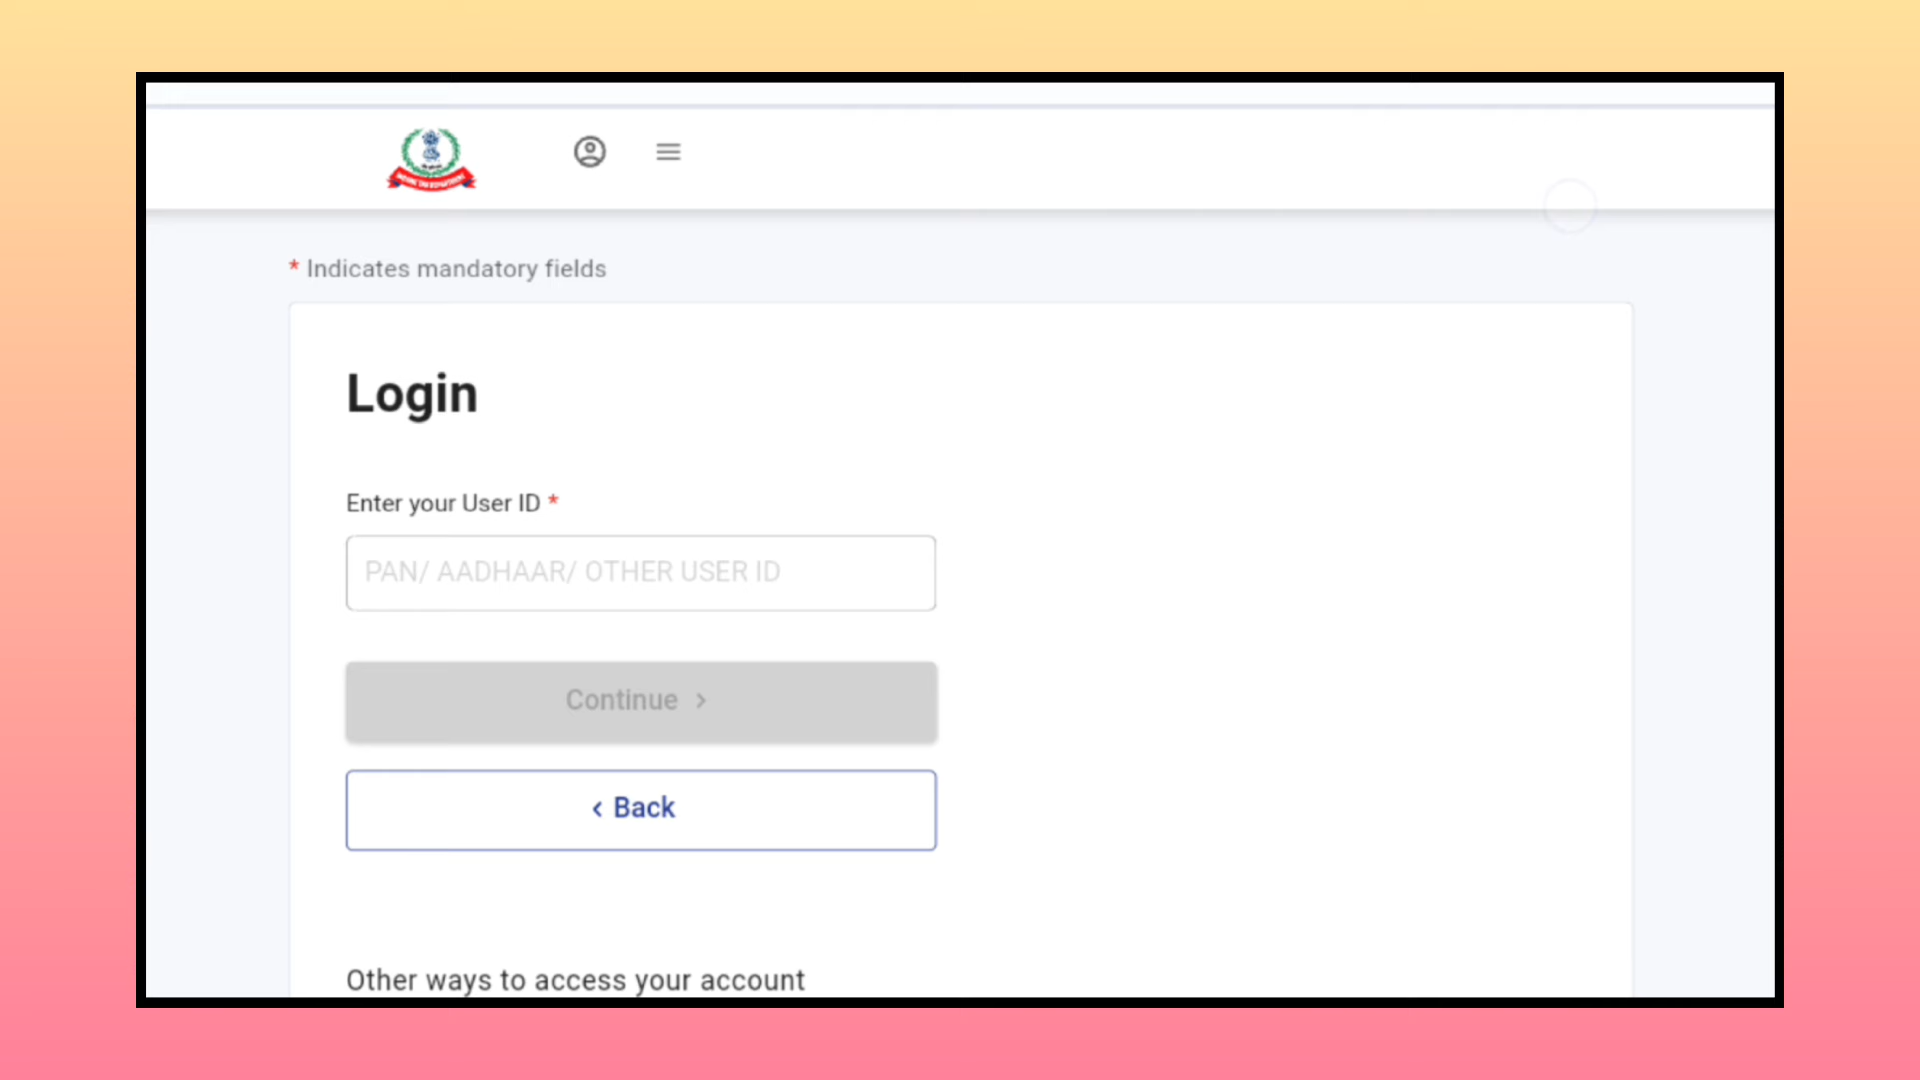 * Indicates mandatory fields
Login
Enter your User ID *
PAN/ AADHAAR/ OTHER USER ID
Continue >
< Back
Other ways to access your account